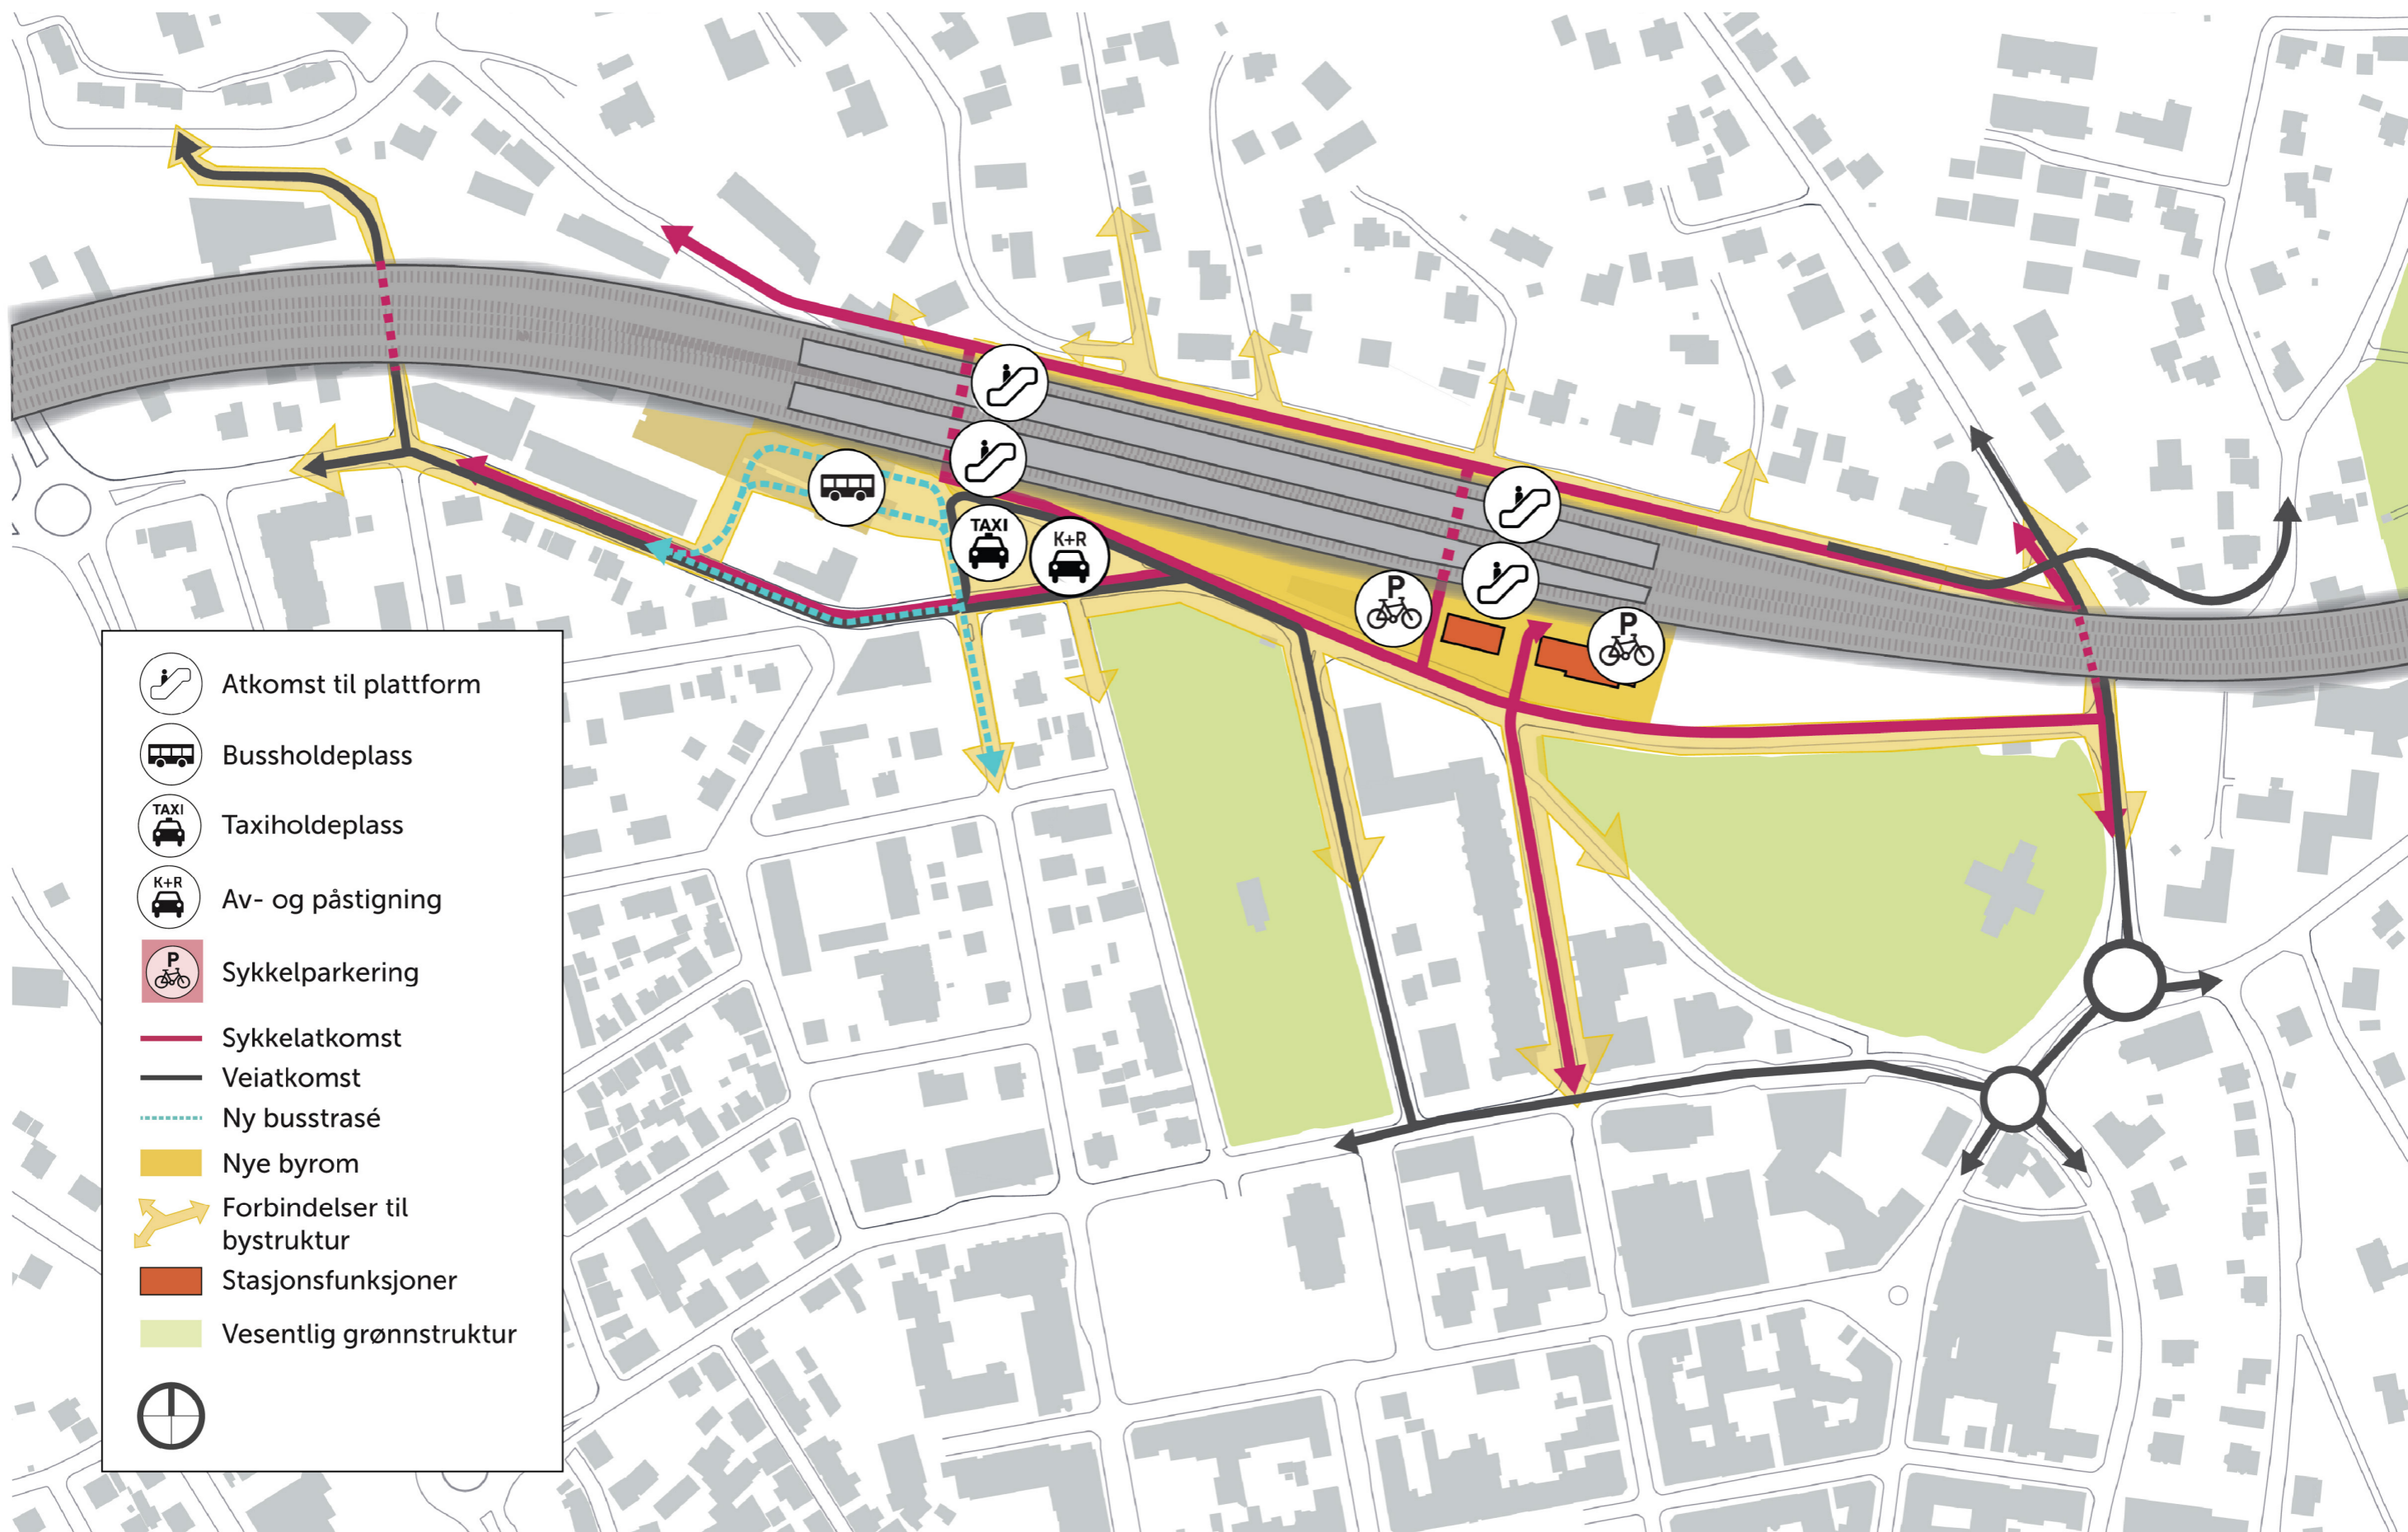 TAXI
K+R
P
P
Atkomst til plattform
Bussholdeplass
TAXI
Taxiholdeplass
K+R
Av- og påstigning
P
Sykkelparkering
Sykkelatkomst
Veiatkomst
Ny busstrasé
Nye byrom
Forbindelser til
bystruktur
Stasjonsfunksjoner
Vesentlig grønnstruktur